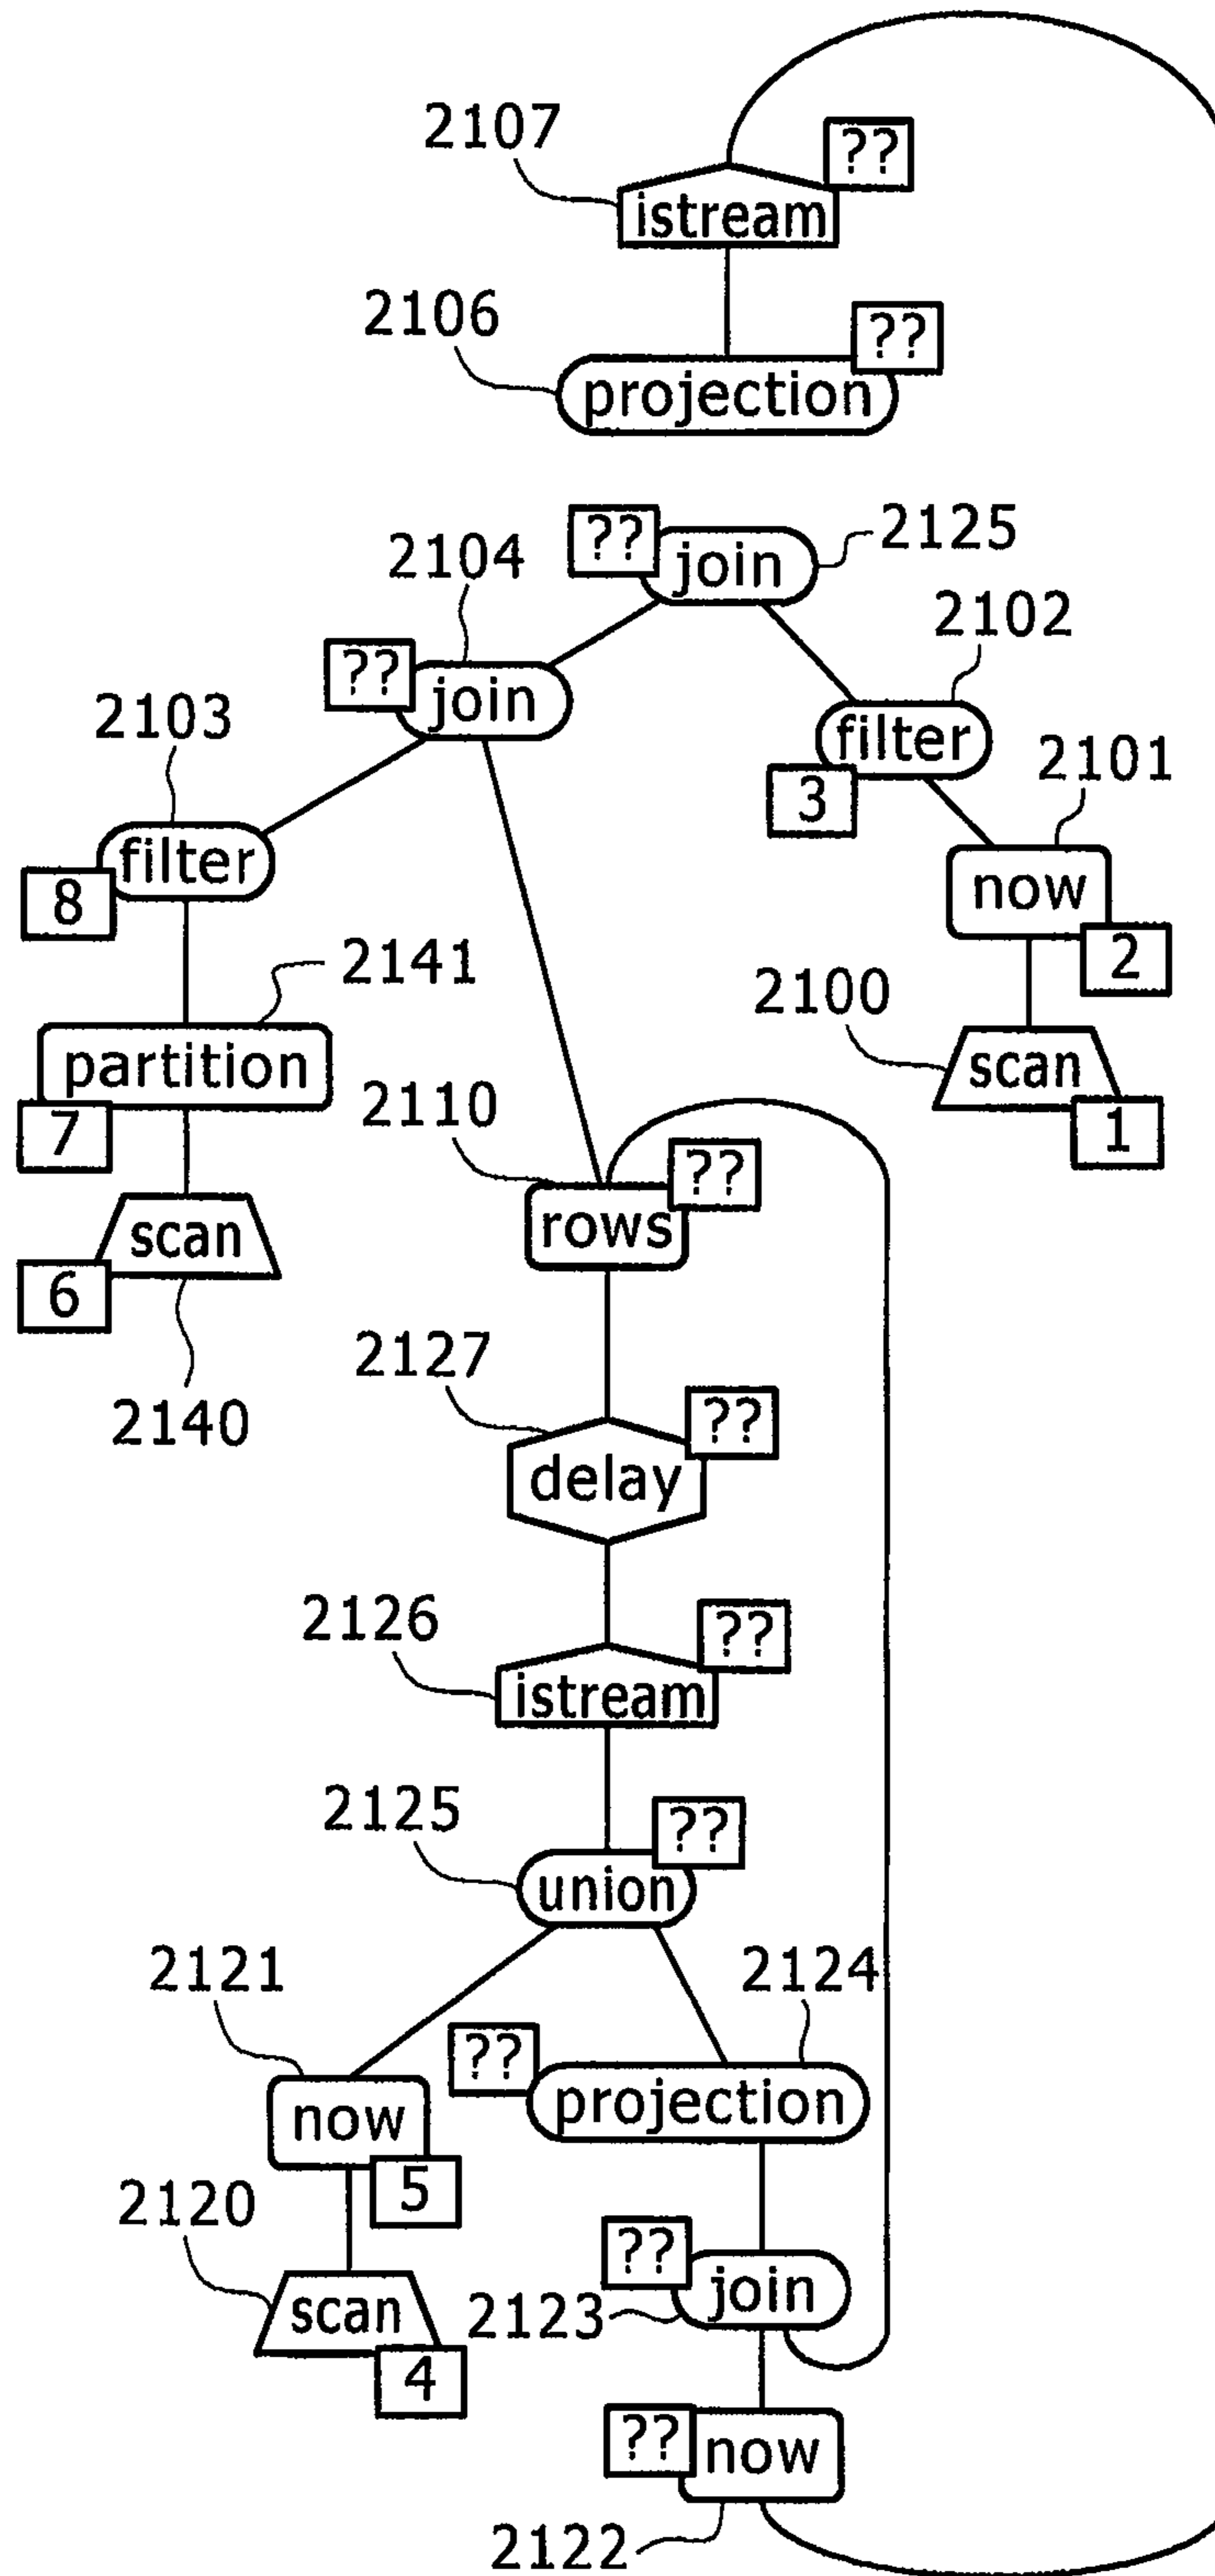 2107
??
istream
2106
??
projection
??
join
2125
2104
??
join
2102
filter
3
2103
filter
8
2101
now
2
2141
partition
7
2100
scan
1
2110
??
rows
scan
6
2140
2127
??
delay
2126
??
istream
2125
??
union
2121
now
5
2124
??
projection
2120
scan
4
??
join
2123
??
now
2122